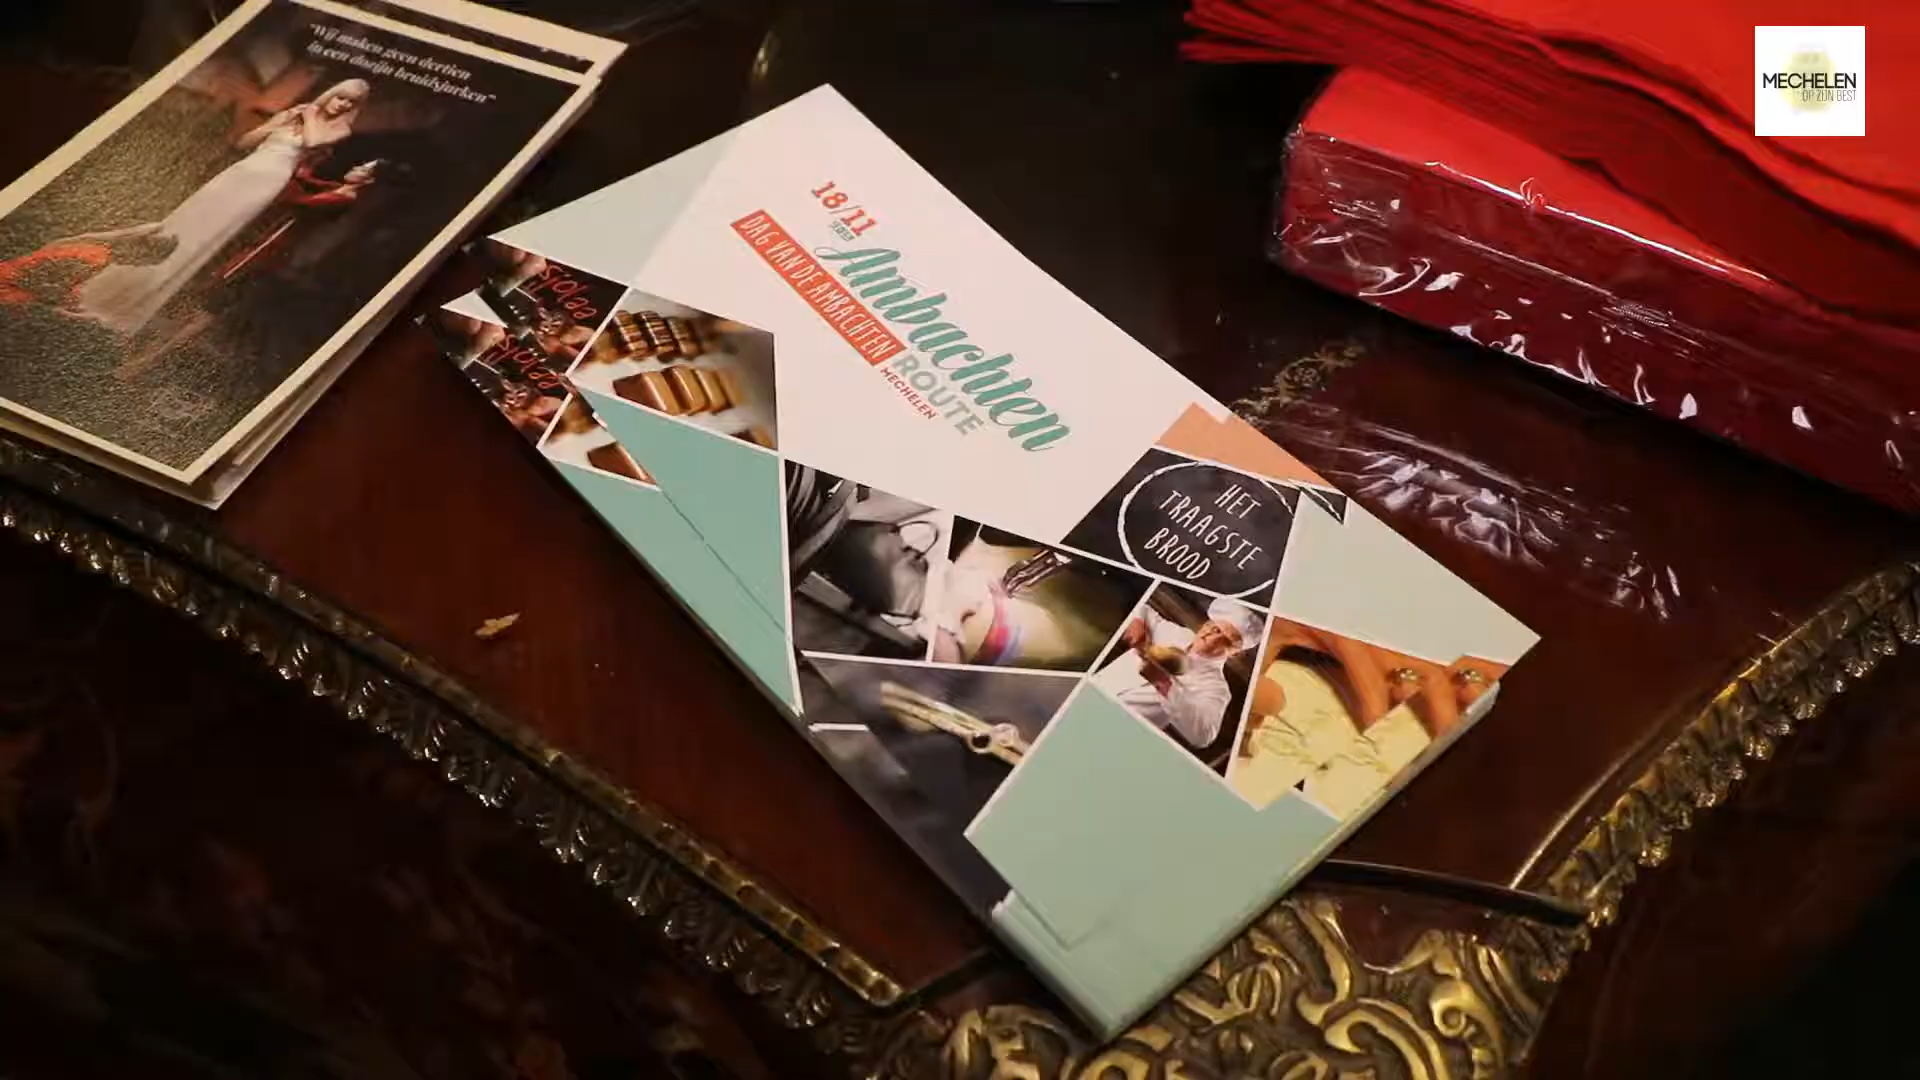 "Wij maken geen dertien
in een dozijn bruidsjurken"
18/11
Ambachten
DAG VAN DE AMBACHTEN
ROUTE
MECHELEN
HET
TRAAGSTE
BROOD
MECHELEN
OP ZIJN BEST